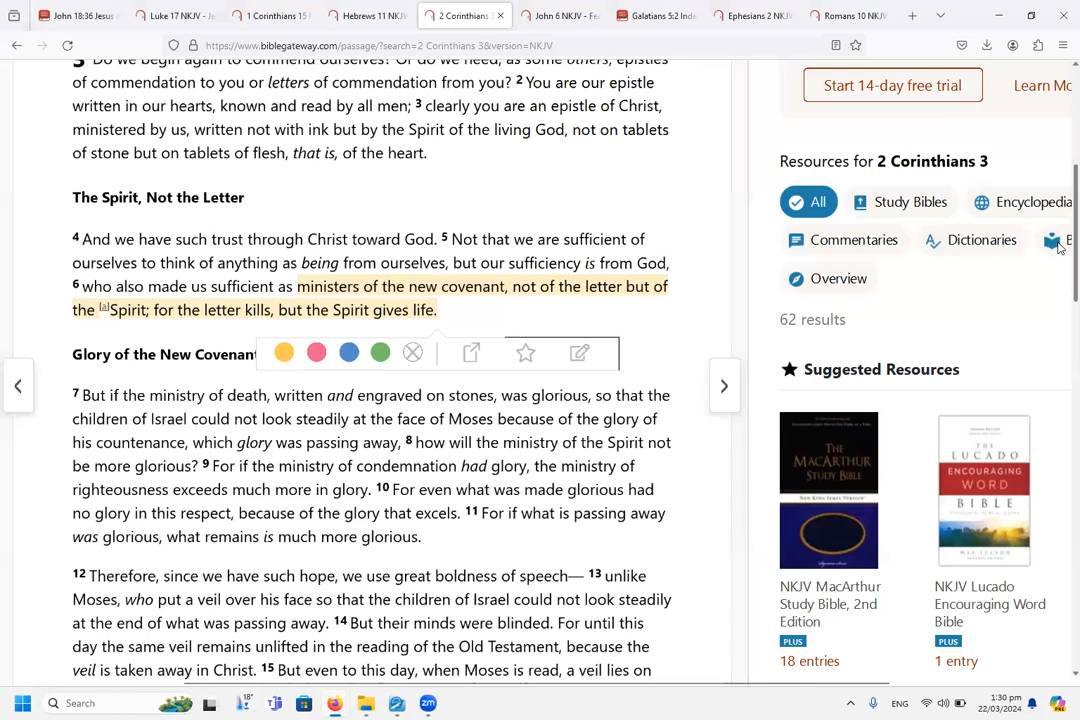 John 18:36 Jesus
Luke 17 NKJV - Je
1 Corinthians 15
Hebrews 11 NKJV
2 Corinthians 3
John 6 NKJV - Fe
Galatians 5:2 Inde
Ephesians 2 NKJV
Romans 10 NKJV
https://www.biblegateway.com/passage/?search=2 Corinthians 3&version=NKJV
3 Do we begin again to commend ourselves? Or do we need, as some others, epistles
of commendation to you or letters of commendation from you? 2 You are our epistle
written in our hearts, known and read by all men; 3 clearly you are an epistle of Christ,
ministered by us, written not with ink but by the Spirit of the living God, not on tablets
of stone but on tablets of flesh, that is, of the heart.
The Spirit, Not the Letter
4 And we have such trust through Christ toward God. 5 Not that we are sufficient of
ourselves to think of anything as being from ourselves, but our sufficiency is from God,
6 who also made us sufficient as ministers of the new covenant, not of the letter but of
the [a]Spirit; for the letter kills, but the Spirit gives life.
Glory of the New Covenant
7 But if the ministry of death, written and engraved on stones, was glorious, so that the
children of Israel could not look steadily at the face of Moses because of the glory of
his countenance, which glory was passing away, 8 how will the ministry of the Spirit not
be more glorious? 9 For if the ministry of condemnation had glory, the ministry of
righteousness exceeds much more in glory. 10 For even what was made glorious had
no glory in this respect, because of the glory that excels. 11 For if what is passing away
was glorious, what remains is much more glorious.
12 Therefore, since we have such hope, we use great boldness of speech— 13 unlike
Moses, who put a veil over his face so that the children of Israel could not look steadily
at the end of what was passing away. 14 But their minds were blinded. For until this
day the same veil remains unlifted in the reading of the Old Testament, because the
veil is taken away in Christ. 15 But even to this day, when Moses is read, a veil lies on
Start 14-day free trial
Learn Mo
Resources for 2 Corinthians 3
All
Study Bibles
Encyclopedia
Commentaries
Dictionaries
Overview
62 results
Suggested Resources
THE
MACARTHUR
STUDY BIBLE
THE
LUCADO
ENCOURAGING
WORD
BIBLE
MAX LUCADO
NKJV MacArthur
Study Bible, 2nd
Edition
PLUS
18 entries
NKJV Lucado
Encouraging Word
Bible
PLUS
1 entry
Search
18°
ENG
1:30 pm
22/03/2024